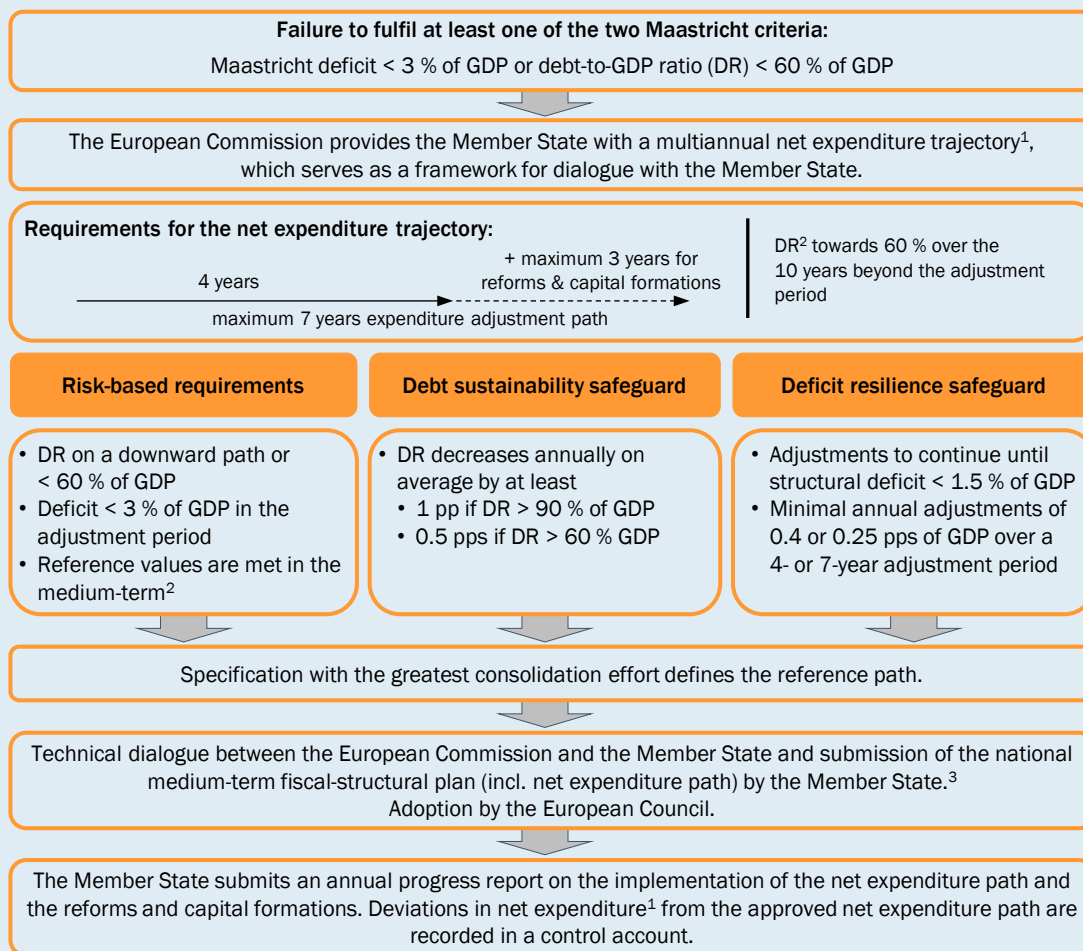 Failure to fulfil at least one of the two Maastricht criteria:
Maastricht deficit < 3 % of GDP or debt-to-GDP ratio (DR) < 60 % of GDP
The European Commission provides the Member State with a multiannual net expenditure trajectory¹,
which serves as a framework for dialogue with the Member State.
Requirements for the net expenditure trajectory:
4 years
+ maximum 3 years for
reforms & capital formations
maximum 7 years expenditure adjustment path
DR² towards 60 % over the
10 years beyond the adjustment
period
Risk-based requirements
• DR on a downward path or
< 60 % of GDP
• Deficit < 3 % of GDP in the
adjustment period
• Reference values are met in the
medium-term²
Debt sustainability safeguard
• DR decreases annually on
average by at least
• 1 pp if DR > 90 % of GDP
• 0.5 pps if DR > 60 % GDP
Deficit resilience safeguard
• Adjustments to continue until
structural deficit < 1.5 % of GDP
• Minimal annual adjustments of
0.4 or 0.25 pps of GDP over a
4- or 7-year adjustment period
Specification with the greatest consolidation effort defines the reference path.
Technical dialogue between the European Commission and the Member State and submission of the national
medium-term fiscal-structural plan (incl. net expenditure path) by the Member State.³
Adoption by the European Council.
The Member State submits an annual progress report on the implementation of the net expenditure path and
the reforms and capital formations. Deviations in net expenditure¹ from the approved net expenditure path are
recorded in a control account.